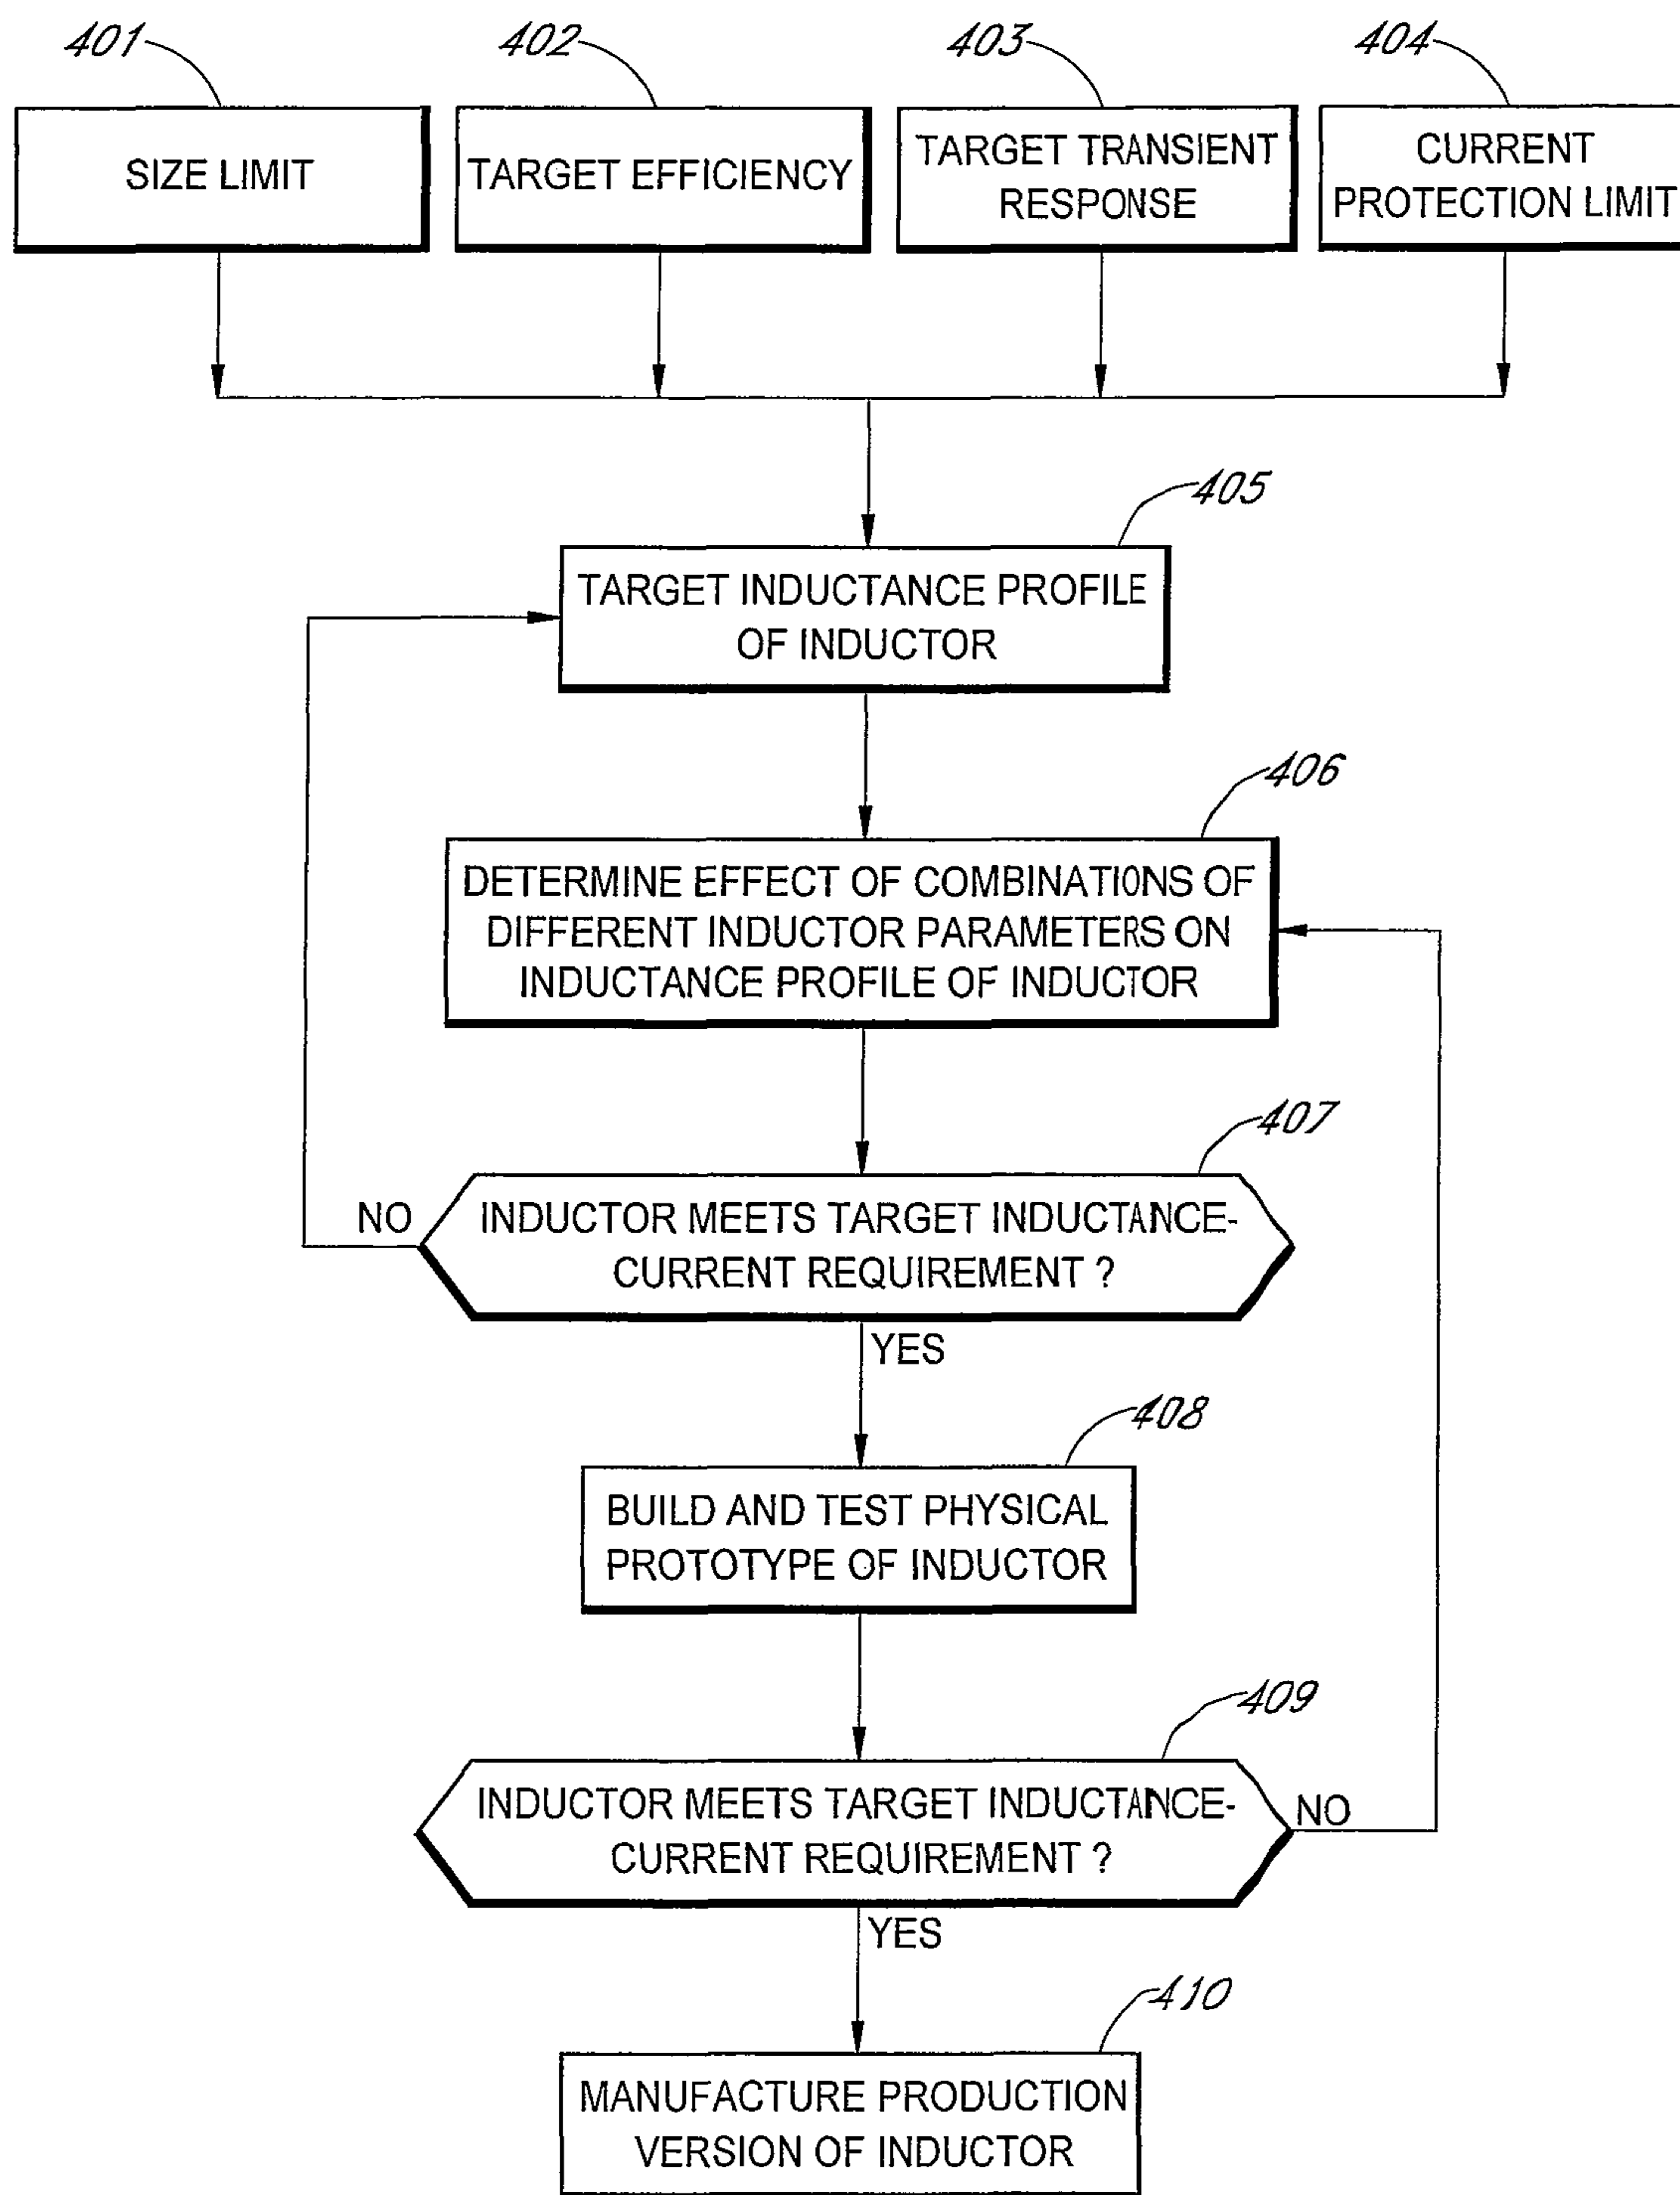 401
402
403
404
SIZE LIMIT
TARGET EFFICIENCY
TARGET TRANSIENT
RESPONSE
CURRENT
PROTECTION LIMIT
405
TARGET INDUCTANCE PROFILE
OF INDUCTOR
406
DETERMINE EFFECT OF COMBINATIONS OF
DIFFERENT INDUCTOR PARAMETERS ON
INDUCTANCE PROFILE OF INDUCTOR
407
NO
INDUCTOR MEETS TARGET INDUCTANCE-
CURRENT REQUIREMENT ?
YES
408
BUILD AND TEST PHYSICAL
PROTOTYPE OF INDUCTOR
409
INDUCTOR MEETS TARGET INDUCTANCE-
CURRENT REQUIREMENT ?
NO
YES
410
MANUFACTURE PRODUCTION
VERSION OF INDUCTOR